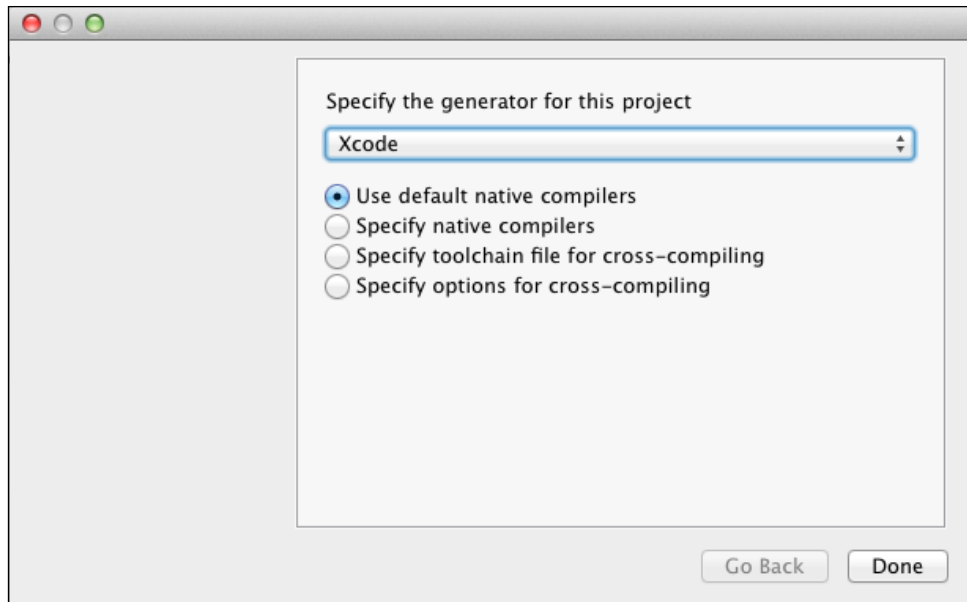 Specify the generator for this project
Xcode
Use default native compilers
Specify native compilers
Specify toolchain file for cross-compiling
Specify options for cross-compiling
Go Back
Done